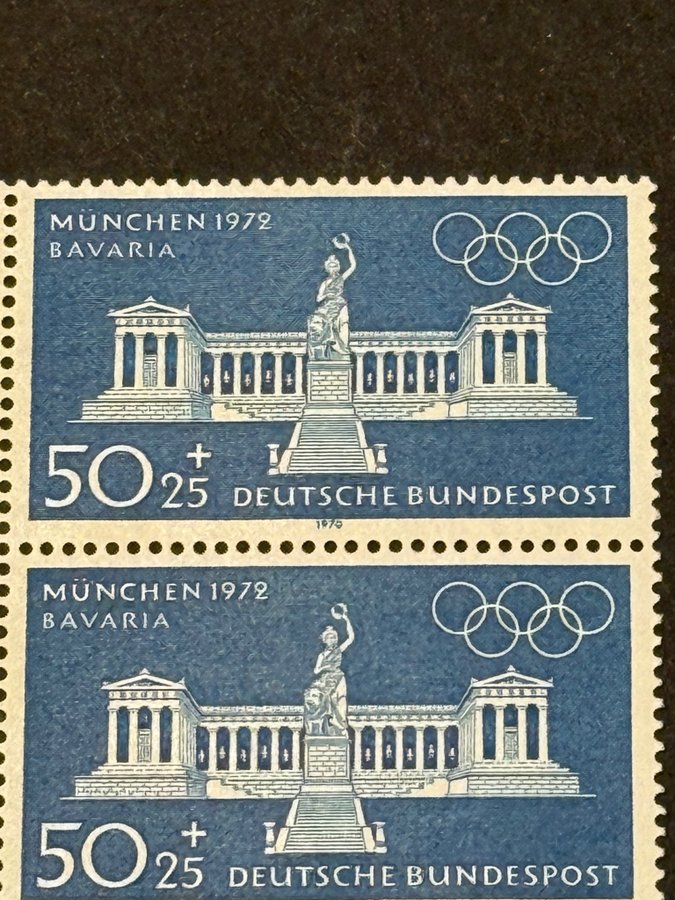 MÜNCHEN 1972
BAVARIA
50 + 25 DEUTSCHE BUNDESPOST
1970
MÜNCHEN 1972
BAVARIA
50 + 25 DEUTSCHE BUNDESPOST